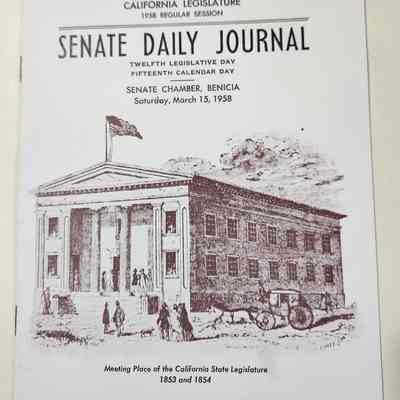 CALIFORNIA LEGISLATURE
1958 REGULAR SESSION
SENATE DAILY JOURNAL
TWELFTH LEGISLATIVE DAY
FIFTEENTH CALENDAR DAY
SENATE CHAMBER, BENICIA
Saturday, March 15, 1958
Meeting Place of the California State Legislature
1853 and 1854